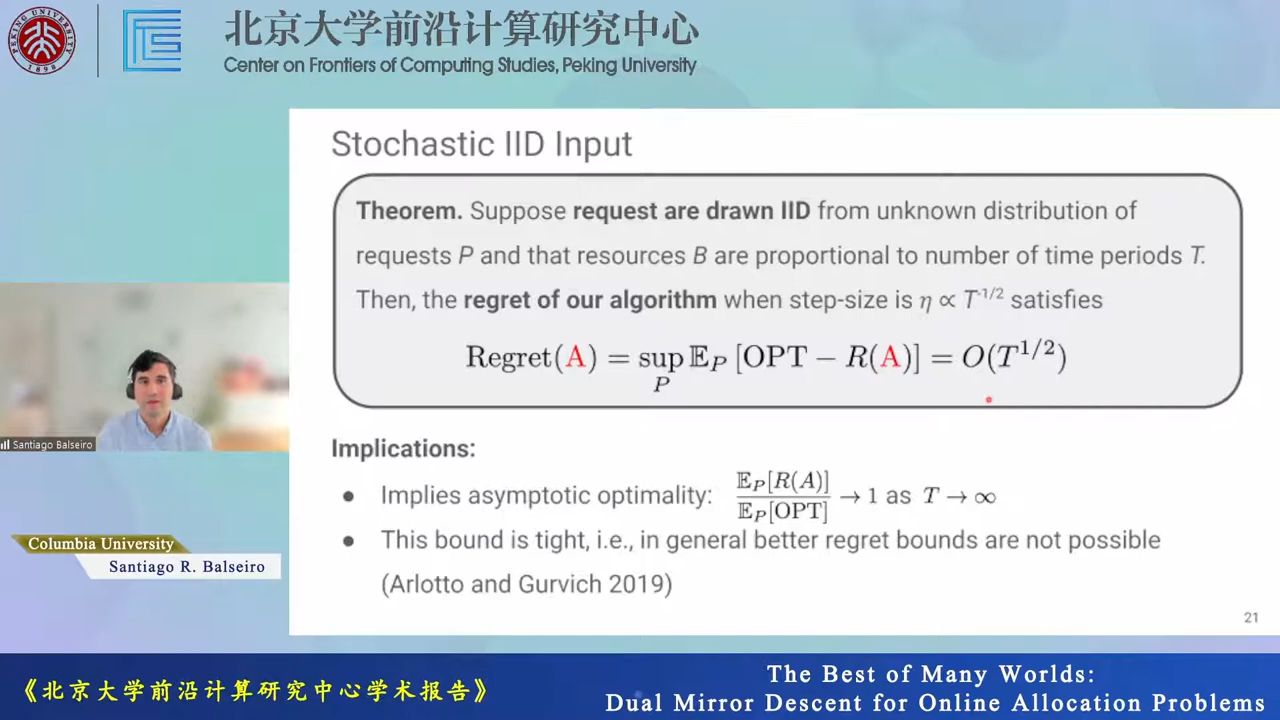 北京大学前沿计算研究中心
Center on Frontiers of Computing Studies, Peking University
PEKING UNIVERSITY
1898
Stochastic IID Input
Theorem. Suppose request are drawn IID from unknown distribution of
requests P and that resources B are proportional to number of time periods T.
Then, the regret of our algorithm when step-size is η ∝ T^-1/2 satisfies
Regret(A) = sup_P 𝔼_P [OPT − R(A)] = O(T^1/2)
Implications:
● Implies asymptotic optimality: 𝔼_P[R(A)] / 𝔼_P[OPT] → 1 as T → ∞
● This bound is tight, i.e., in general better regret bounds are not possible
(Arlotto and Gurvich 2019)
21
Santiago Balseiro
Columbia University
Santiago R. Balseiro
《北京大学前沿计算研究中心学术报告》
The Best of Many Worlds:
Dual Mirror Descent for Online Allocation Problems